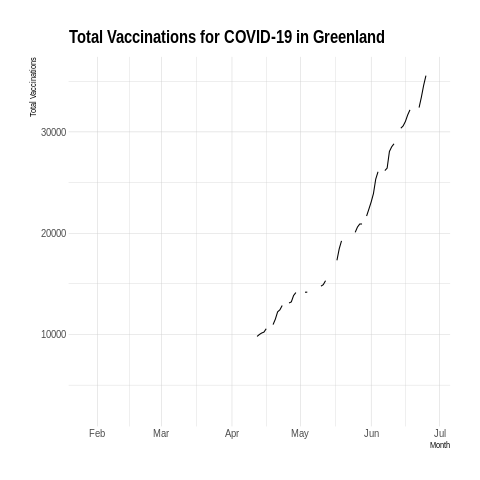 Total Vaccinations for COVID-19 in Greenland
Total Vaccinations
30000
20000
10000
Feb Mar Apr May Jun Jul
Month